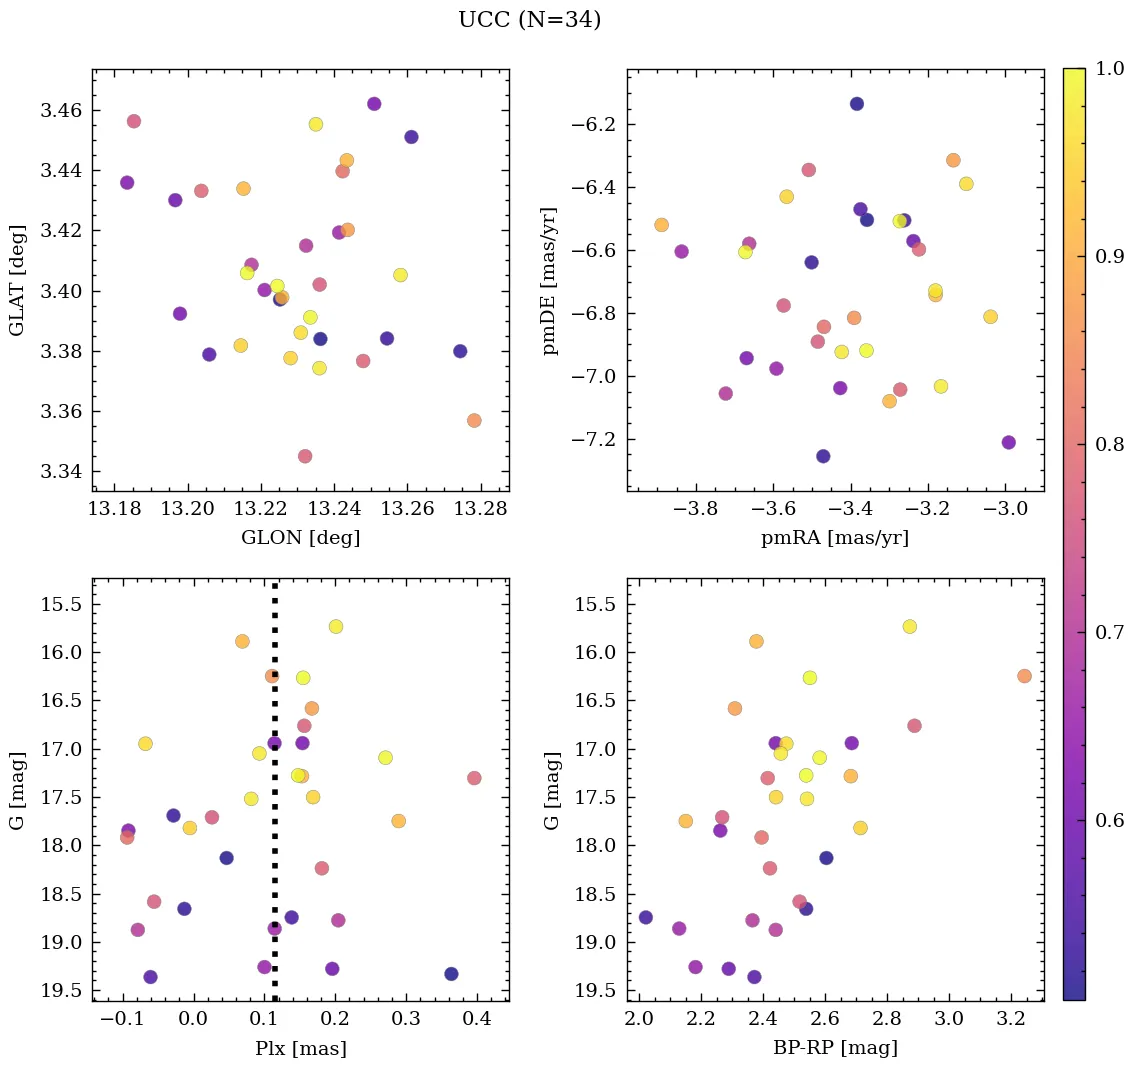 UCC (N=34)
3.46
3.44
3.42
3.40
3.38
3.36
3.34
GLAT [deg]
13.18 13.20 13.22 13.24 13.26 13.28
GLON [deg]
−6.2
−6.4
−6.6
−6.8
−7.0
−7.2
pmDE [mas/yr]
−3.8 −3.6 −3.4 −3.2 −3.0
pmRA [mas/yr]
1.0
0.9
0.8
0.7
0.6
15.5
16.0
16.5
17.0
17.5
18.0
18.5
19.0
19.5
G [mag]
−0.1 0.0 0.1 0.2 0.3 0.4
Plx [mas]
15.5
16.0
16.5
17.0
17.5
18.0
18.5
19.0
19.5
G [mag]
2.0 2.2 2.4 2.6 2.8 3.0 3.2
BP-RP [mag]